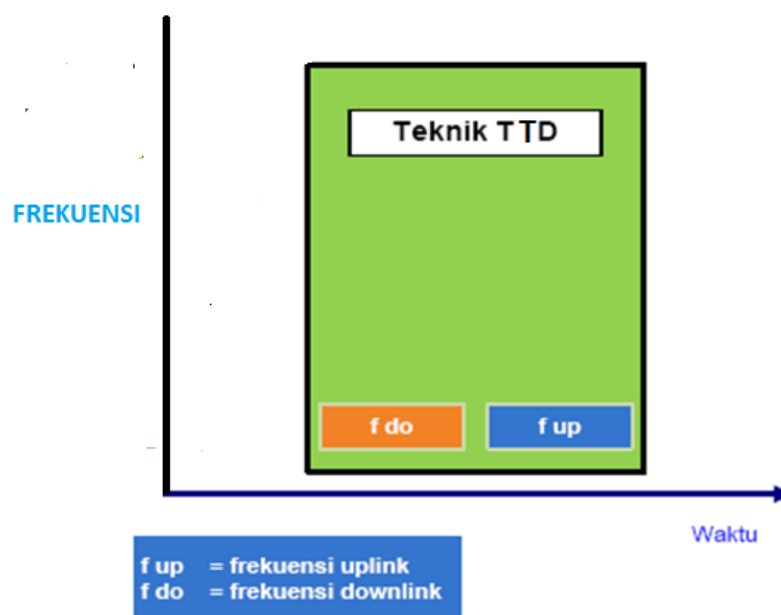 Teknik TTD
FREKUENSI
f do
f up
Waktu
f up = frekuensi uplink
f do = frekuensi downlink